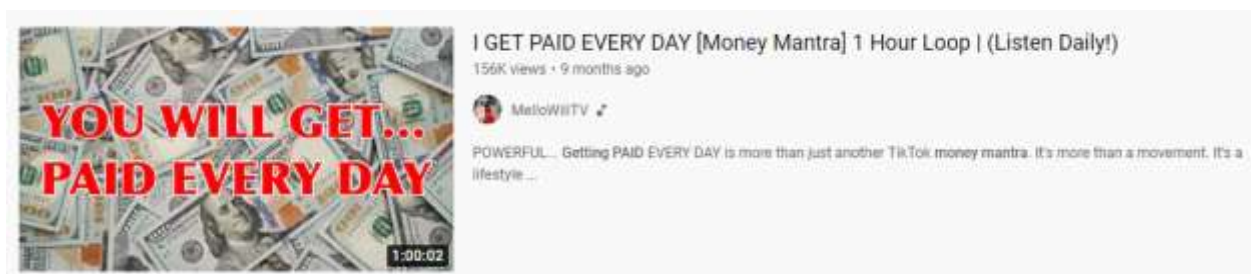 YOU WILL GET...
PAID EVERY DAY
1:00:02
I GET PAID EVERY DAY [Money Mantra] 1 Hour Loop | (Listen Daily!)
156K views • 9 months ago
MelloWillTV ♪
POWERFUL... Getting PAID EVERY DAY is more than just another TikTok money mantra. It's more than a movement. It's a
lifestyle ...